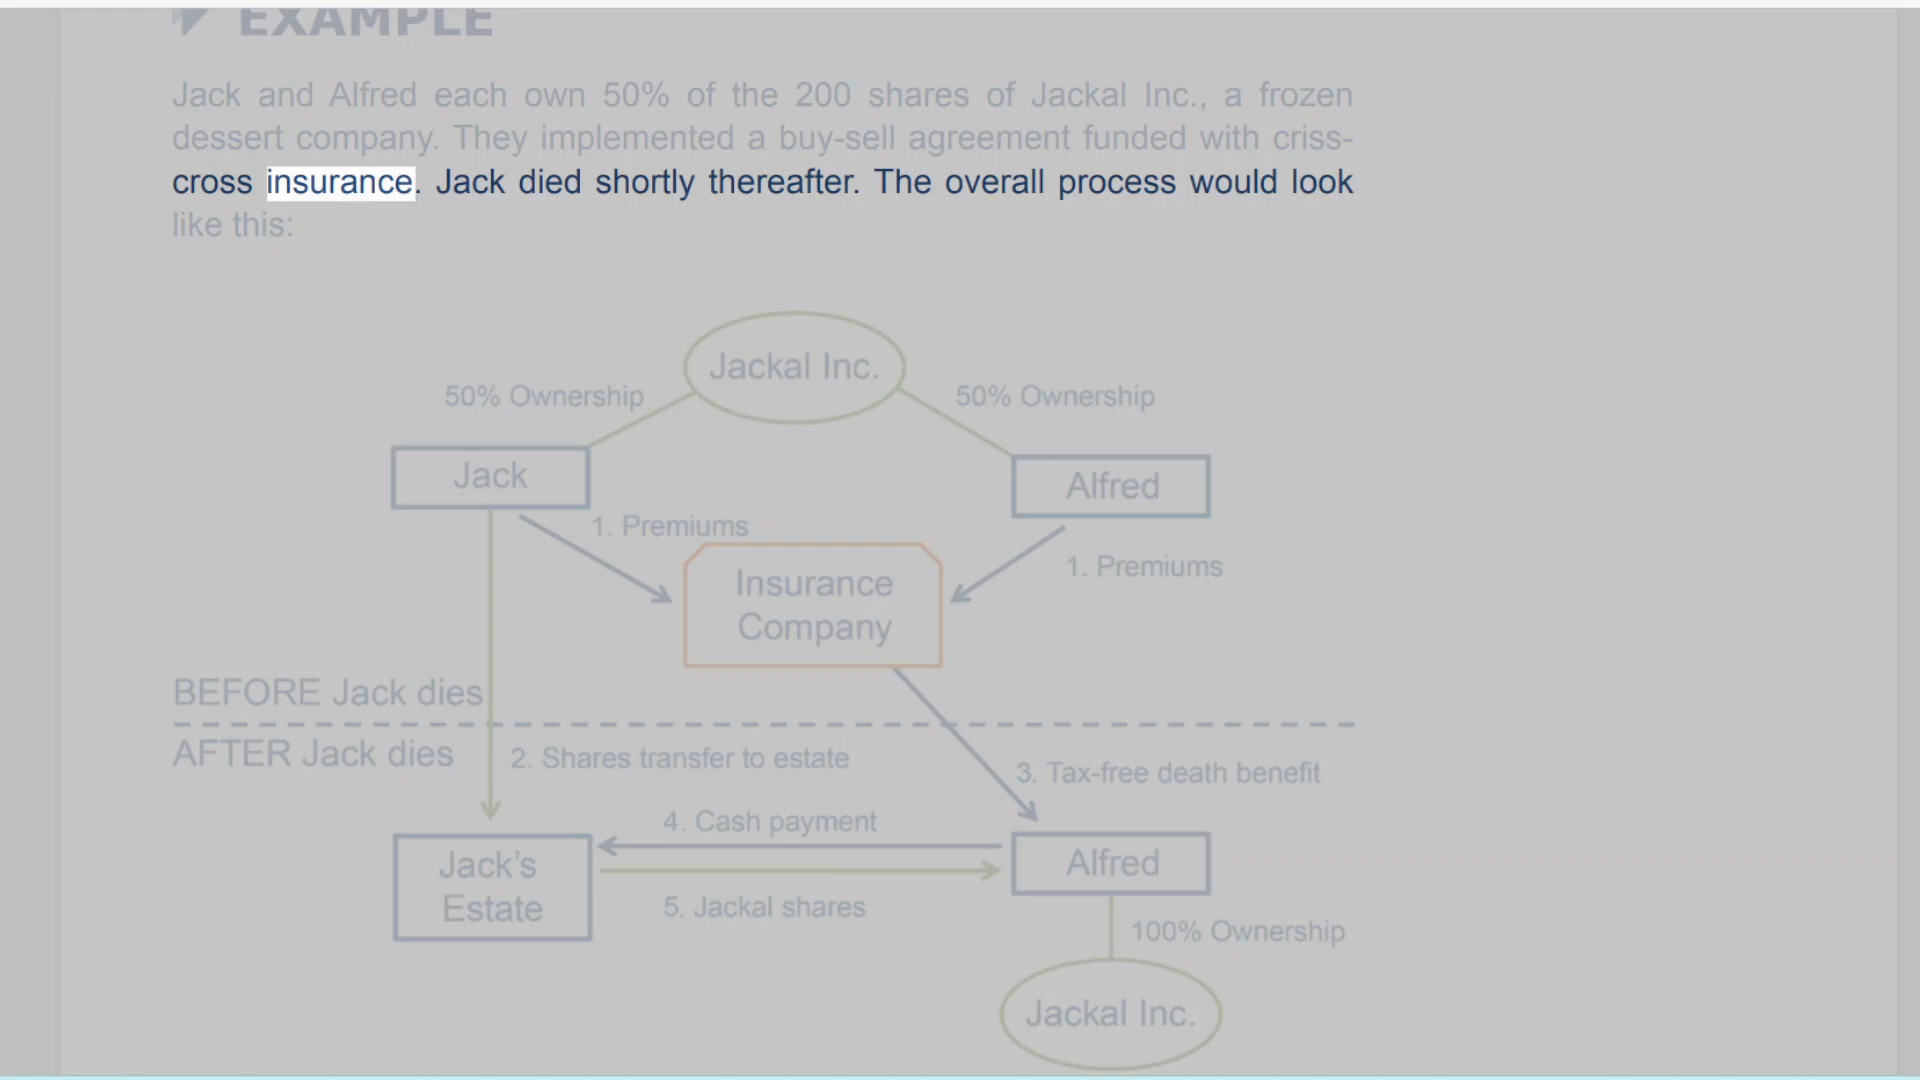 EXAMPLE
Jack and Alfred each own 50% of the 200 shares of Jackal Inc., a frozen
dessert company. They implemented a buy-sell agreement funded with criss-
cross insurance. Jack died shortly thereafter. The overall process would look
like this:
Jackal Inc.
50% Ownership
50% Ownership
Jack
Alfred
1. Premiums
1. Premiums
Insurance
Company
BEFORE Jack dies
AFTER Jack dies
2. Shares transfer to estate
3. Tax-free death benefit
4. Cash payment
Jack's
Estate
Alfred
5. Jackal shares
100% Ownership
Jackal Inc.